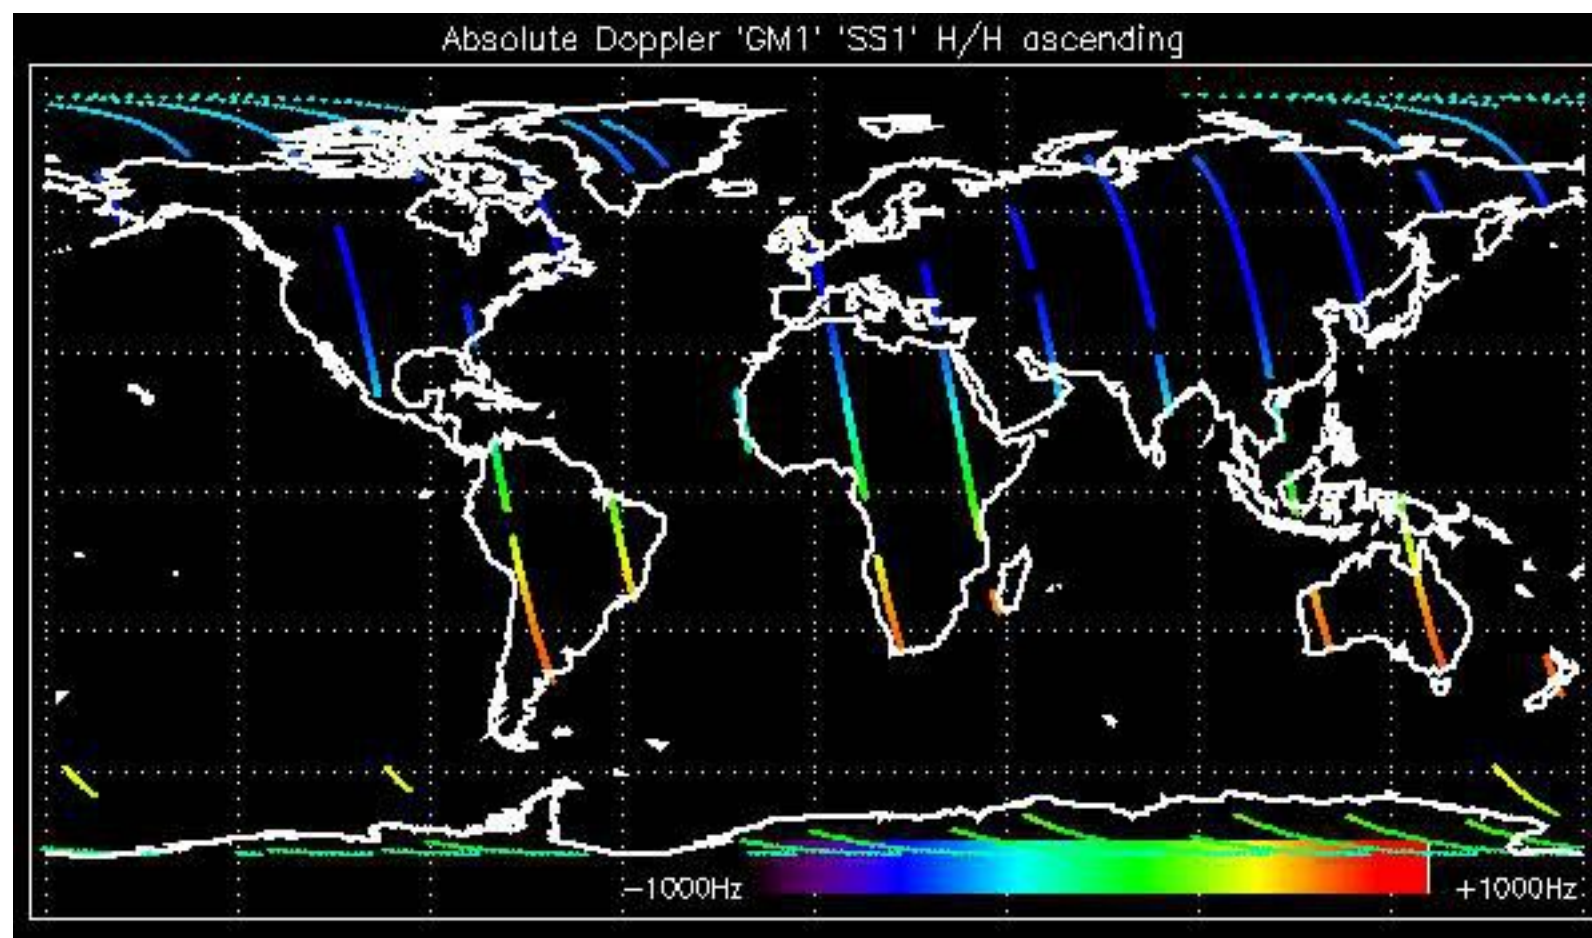 Absolute Doppler 'GM1' 'SS1' H/H ascending
−1000Hz
+1000Hz